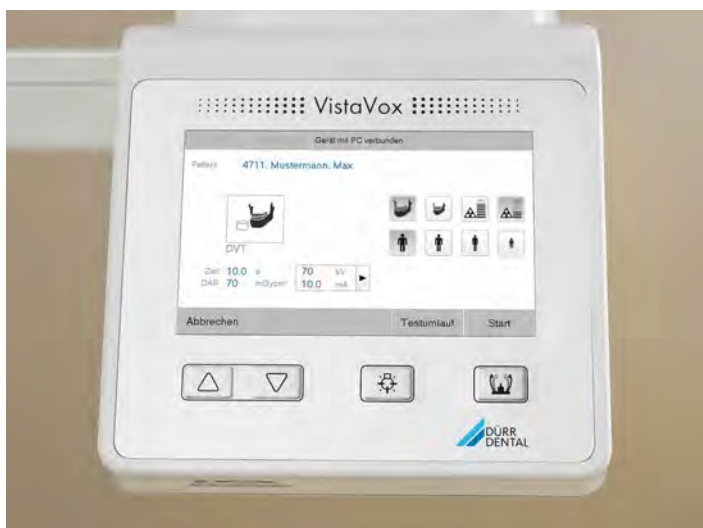 VistaVox
Gerät mit PC verbunden
Patient 4711, Mustermann, Max
DVT
Zeit 10.0 s 70 kV
DAP 70 mGycm² 10.0 mA
Abbrechen Testumlauf Start
DÜRR
DENTAL